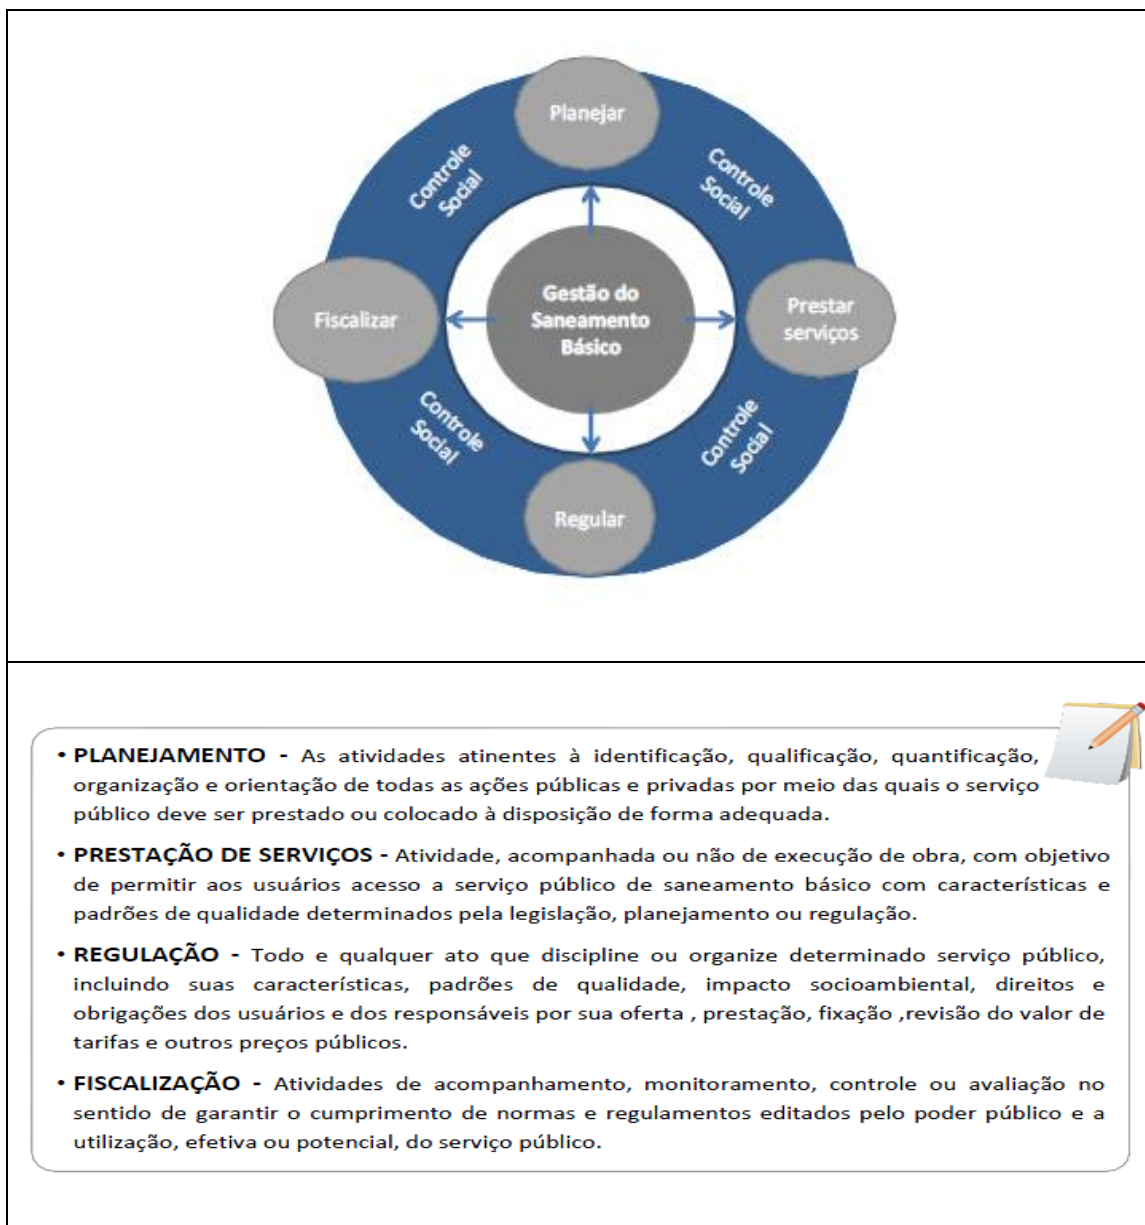 Planejar
Controle
Social
Controle
Social
Fiscalizar
Gestão do
Saneamento
Básico
Prestar
serviços
Controle
Social
Controle
Social
Regular
• PLANEJAMENTO - As atividades atinentes à identificação, qualificação, quantificação,
organização e orientação de todas as ações públicas e privadas por meio das quais o serviço
público deve ser prestado ou colocado à disposição de forma adequada.
• PRESTAÇÃO DE SERVIÇOS - Atividade, acompanhada ou não de execução de obra, com objetivo
de permitir aos usuários acesso a serviço público de saneamento básico com características e
padrões de qualidade determinados pela legislação, planejamento ou regulação.
• REGULAÇÃO - Todo e qualquer ato que discipline ou organize determinado serviço público,
incluindo suas características, padrões de qualidade, impacto socioambiental, direitos e
obrigações dos usuários e dos responsáveis por sua oferta , prestação, fixação ,revisão do valor de
tarifas e outros preços públicos.
• FISCALIZAÇÃO - Atividades de acompanhamento, monitoramento, controle ou avaliação no
sentido de garantir o cumprimento de normas e regulamentos editados pelo poder público e a
utilização, efetiva ou potencial, do serviço público.